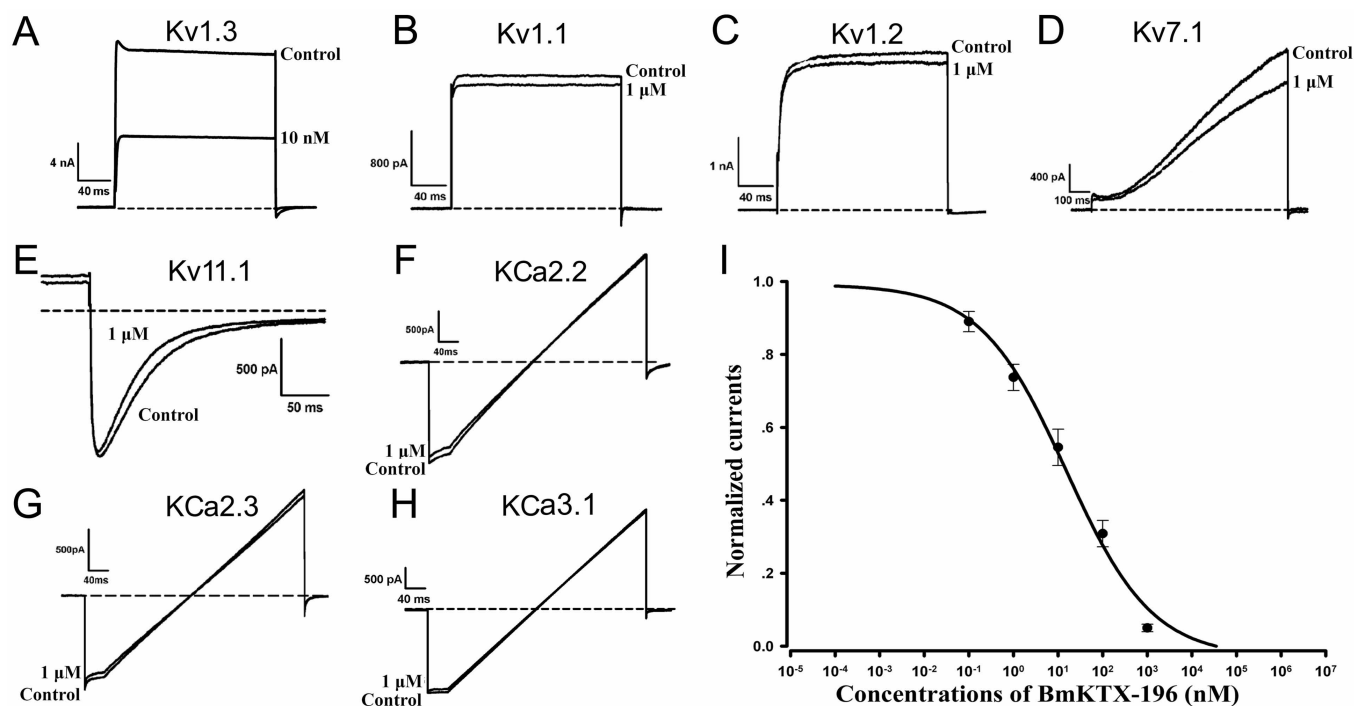 A
Kv1.3
Control
10 nM
4 nA
40 ms
B
Kv1.1
Control
1 μM
800 pA
40 ms
C
Kv1.2
Control
1 μM
1 nA
40 ms
D
Kv7.1
Control
1 μM
400 pA
100 ms
E
Kv11.1
1 μM
Control
500 pA
50 ms
F
KCa2.2
500pA
40ms
1 μM
Control
G
KCa2.3
500pA
40ms
1 μM
Control
H
KCa3.1
500 pA
40 ms
1 μM
Control
I
Normalized currents
1.0
.8
.6
.4
.2
0.0
10⁻⁵ 10⁻⁴ 10⁻³ 10⁻² 10⁻¹ 10⁰ 10¹ 10² 10³ 10⁴ 10⁵ 10⁶ 10⁷
Concentrations of BmKTX-196 (nM)